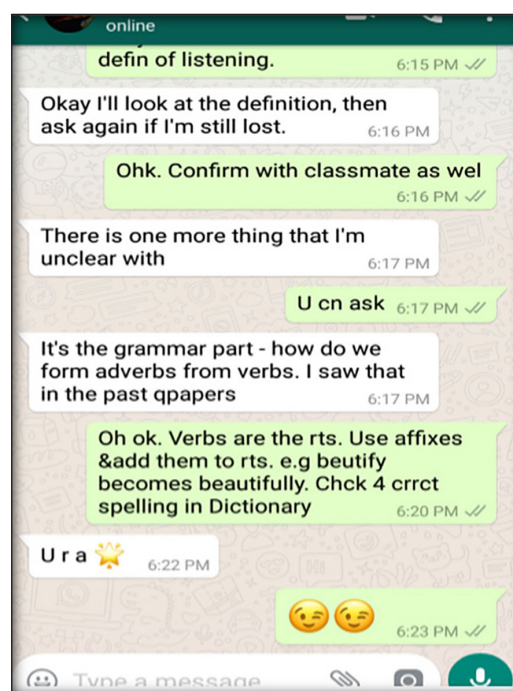 online
defin of listening.
6:15 PM
Okay I'll look at the definition, then
ask again if I'm still lost.
6:16 PM
Ohk. Confirm with classmate as wel
6:16 PM
There is one more thing that I'm
unclear with
6:17 PM
U cn ask 6:17 PM
It's the grammar part - how do we
form adverbs from verbs. I saw that
in the past qpapers
6:17 PM
Oh ok. Verbs are the rts. Use affixes
&add them to rts. e.g beutify
becomes beautifully. Chck 4 crrct
spelling in Dictionary
6:20 PM
U r a 🌟 6:22 PM
😉😉
6:23 PM
Type a message